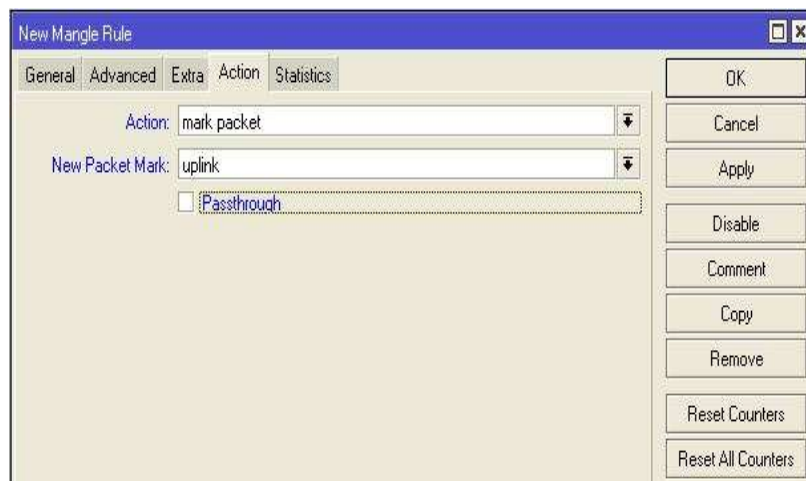 New Mangle Rule
General Advanced Extra Action Statistics
Action: mark packet
New Packet Mark: uplink
Passthrough
OK
Cancel
Apply
Disable
Comment
Copy
Remove
Reset Counters
Reset All Counters